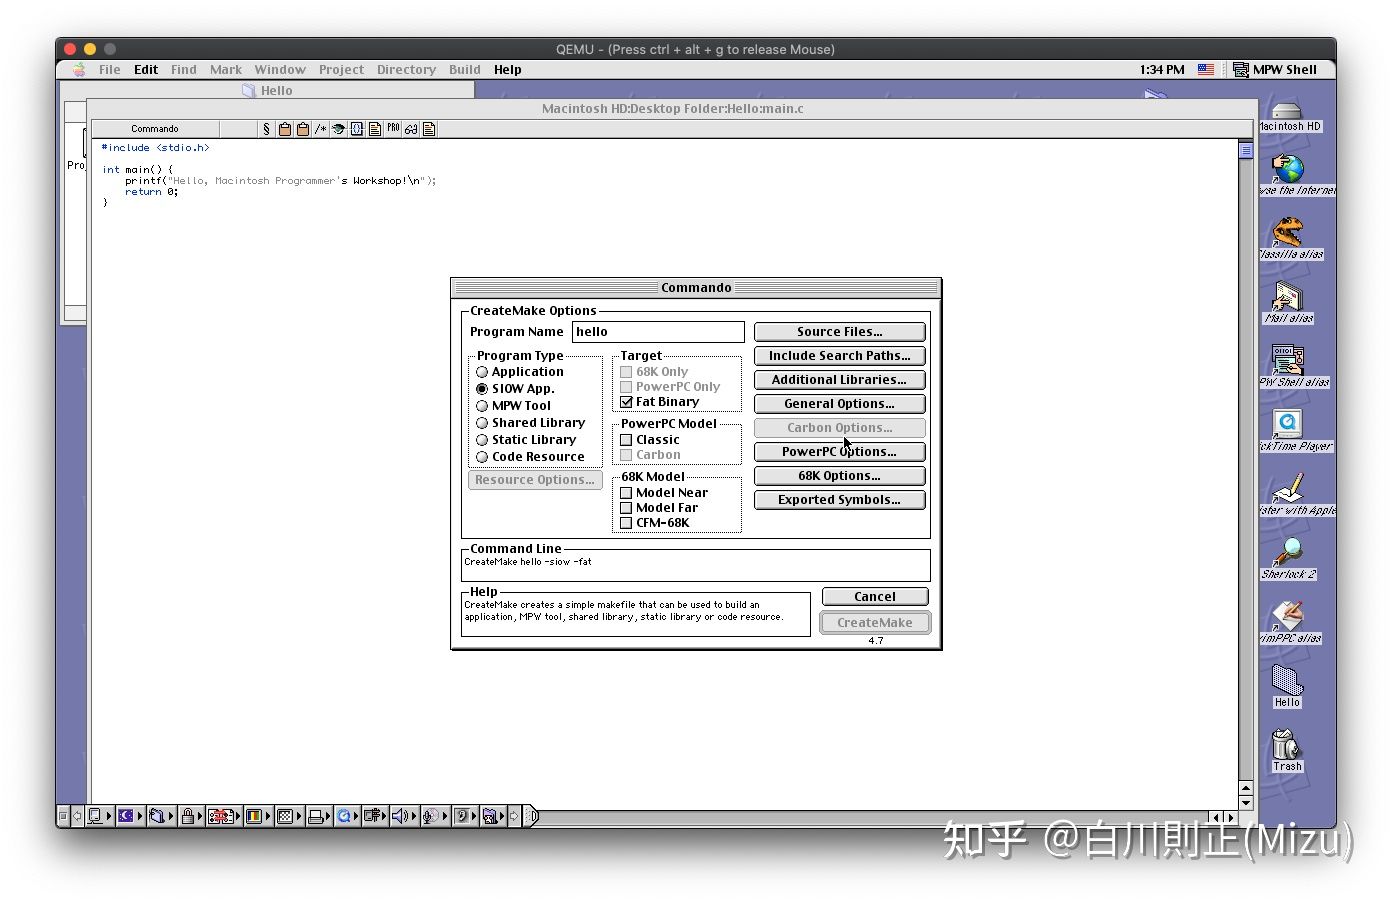 QEMU - (Press ctrl + alt + g to release Mouse)
File Edit Find Mark Window Project Directory Build Help
1:34 PM MPW Shell
Hello
Macintosh HD:Desktop Folder:Hello:main.c
Commando
§ /* PRO
#include <stdio.h>
int main() {
printf("Hello, Macintosh Programmer's Workshop!\n");
return 0;
}
Pro
Commando
CreateMake Options
Program Name hello
Program Type
Application
SIOW App.
MPW Tool
Shared Library
Static Library
Code Resource
Resource Options...
Target
68K Only
PowerPC Only
Fat Binary
PowerPC Model
Classic
Carbon
68K Model
Model Near
Model Far
CFM-68K
Source Files...
Include Search Paths...
Additional Libraries...
General Options...
Carbon Options...
PowerPC Options...
68K Options...
Exported Symbols...
Command Line
CreateMake hello -siow -fat
Help
CreateMake creates a simple makefile that can be used to build an
application, MPW tool, shared library, static library or code resource.
Cancel
CreateMake
4.7
Macintosh HD
wse the Internet
Classilla alias
Mail alias
PW Shell alias
ickTime Player
ister with Apple
Sherlock 2
vimPPC alias
Hello
Trash
知乎 @白川則正(Mizu)